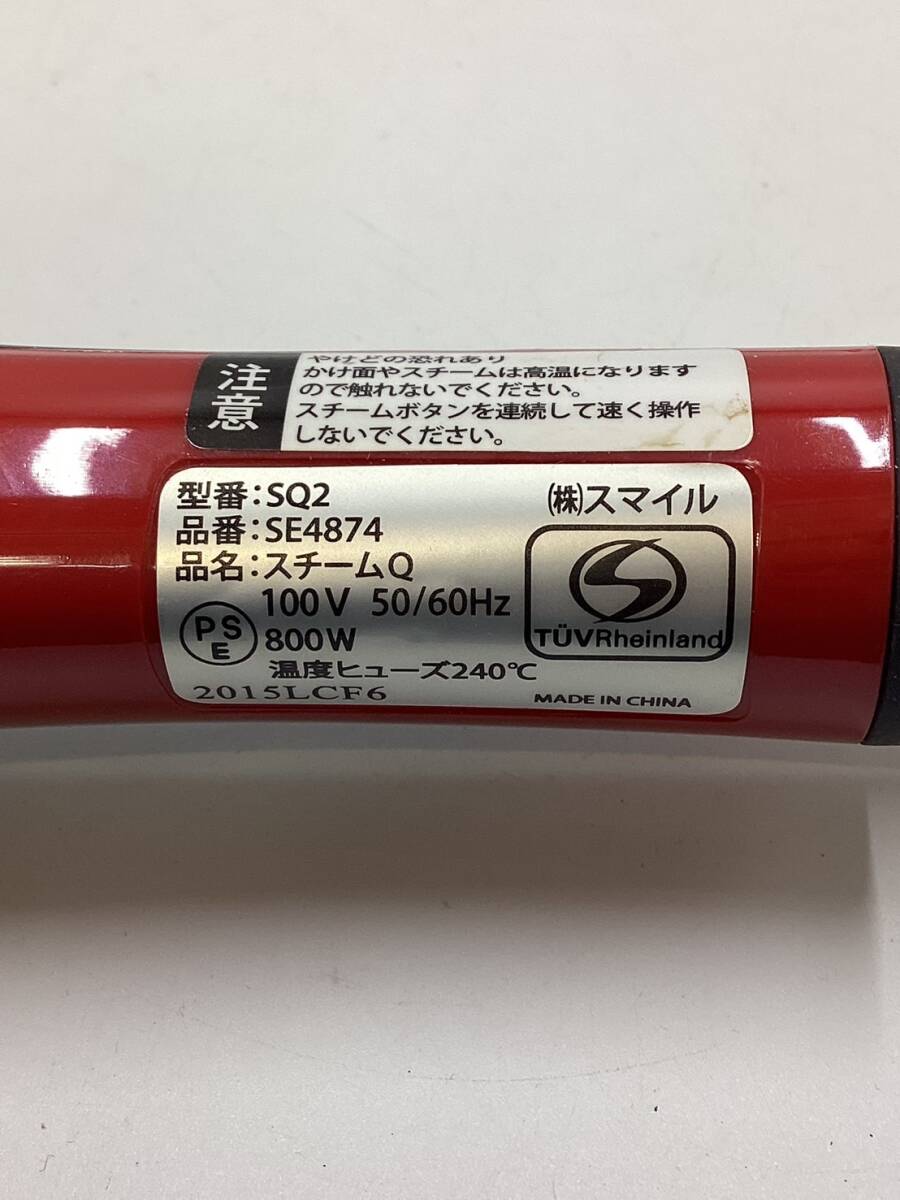 注意
やけどの恐れあり
かけ面やスチームは高温になります
ので触れないでください。
スチームボタンを連続して速く操作
しないでください。
型番：SQ2
(株)スマイル
品番：SE4874
品名：スチームQ
100V 50/60Hz
PSE
800W
TÜVRheinland
温度ヒューズ240℃
2015LCF6
MADE IN CHINA